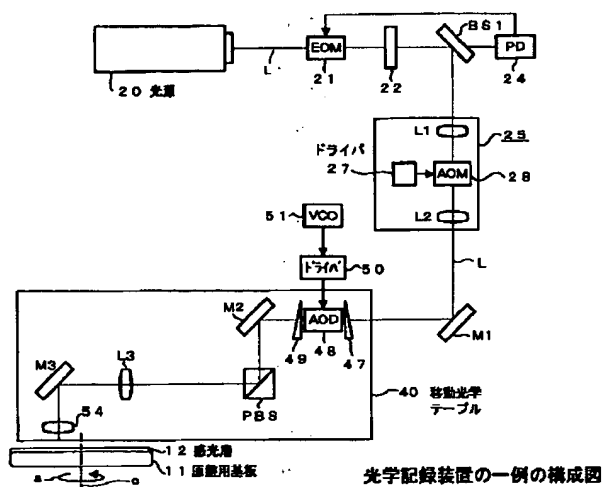 BS1
EOM
PD
L
21
22
24
20 光源
L1
25
ドライバ
27
AOM
28
L2
51
VCO
L
ドライバ
50
M2
AOD
M1
49
48
47
M3
L3
PBS
40 移動光学
テーブル
54
12 感光層
11 原盤用基板
a
o
光学記録装置の一例の構成図